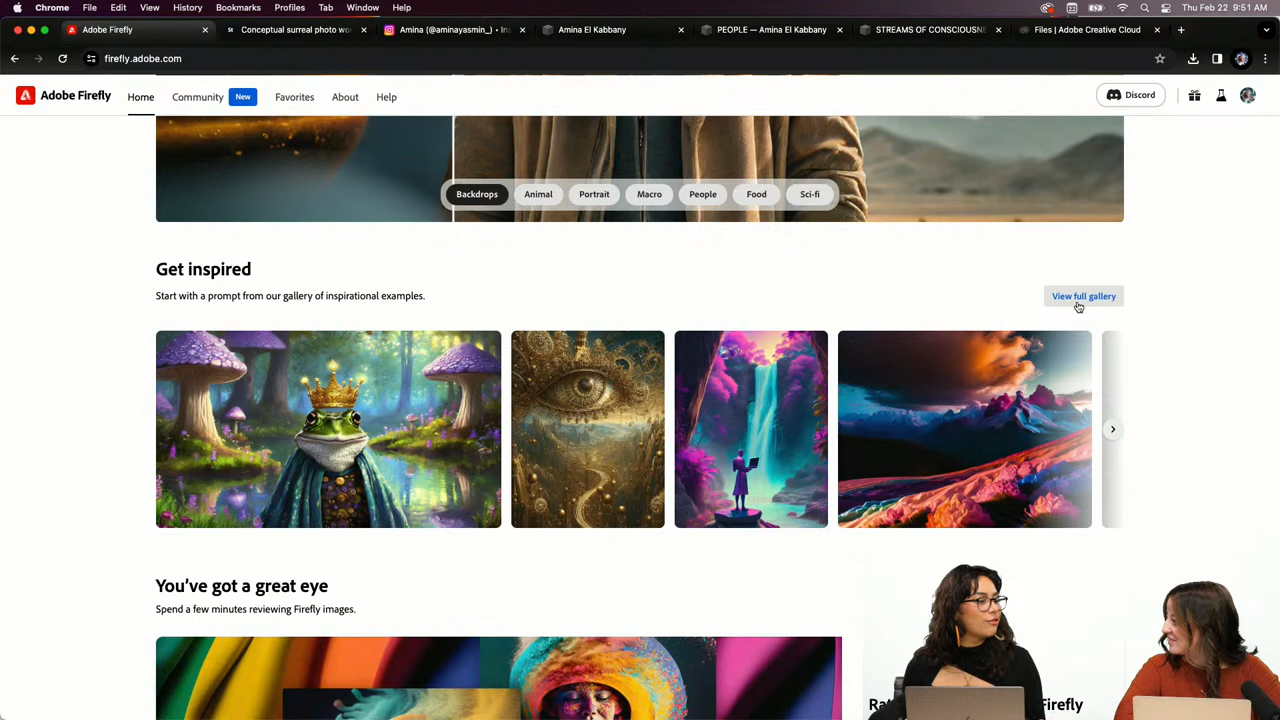 Chrome File Edit View History Bookmarks Profiles Tab Window Help Thu Feb 22 9:51 AM
Adobe Firefly
Conceptual surreal photo wo
Amina (@aminayasmin_) • Ins
Amina El Kabbany
PEOPLE — Amina El Kabbany
STREAMS OF CONSCIOUSNE
Files | Adobe Creative Cloud
firefly.adobe.com
Adobe Firefly Home Community New Favorites About Help Discord
Backdrops Animal Portrait Macro People Food Sci-fi
Get inspired
Start with a prompt from our gallery of inspirational examples.
View full gallery
You've got a great eye
Spend a few minutes reviewing Firefly images.
Firefly